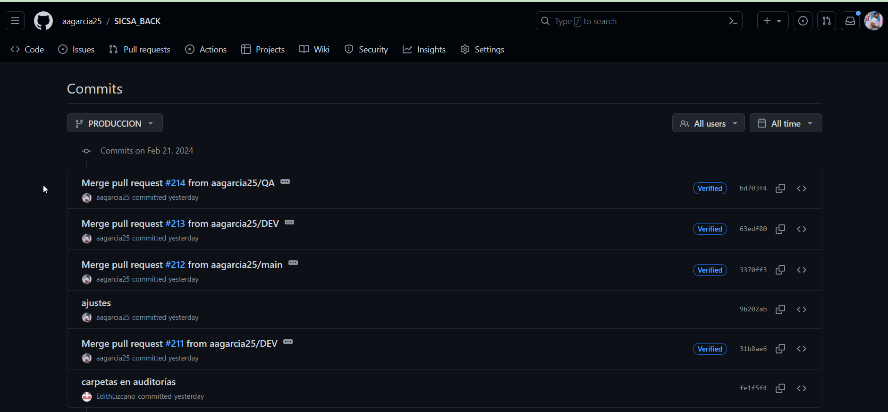 aagarcia25 / SICSA_BACK
Type / to search
Code Issues Pull requests Actions Projects Wiki Security Insights Settings
Commits
PRODUCCION
All users All time
Commits on Feb 21, 2024
Merge pull request #214 from aagarcia25/QA
aagarcia25 committed yesterday
Verified bd703f4
Merge pull request #213 from aagarcia25/DEV
aagarcia25 committed yesterday
Verified 63edf80
Merge pull request #212 from aagarcia25/main
aagarcia25 committed yesterday
Verified 3370ff3
ajustes
aagarcia25 committed yesterday
9b202ab
Merge pull request #211 from aagarcia25/DEV
aagarcia25 committed yesterday
Verified 31b8ae6
carpetas en auditorias
EdithLizcano committed yesterday
fe1f5f4